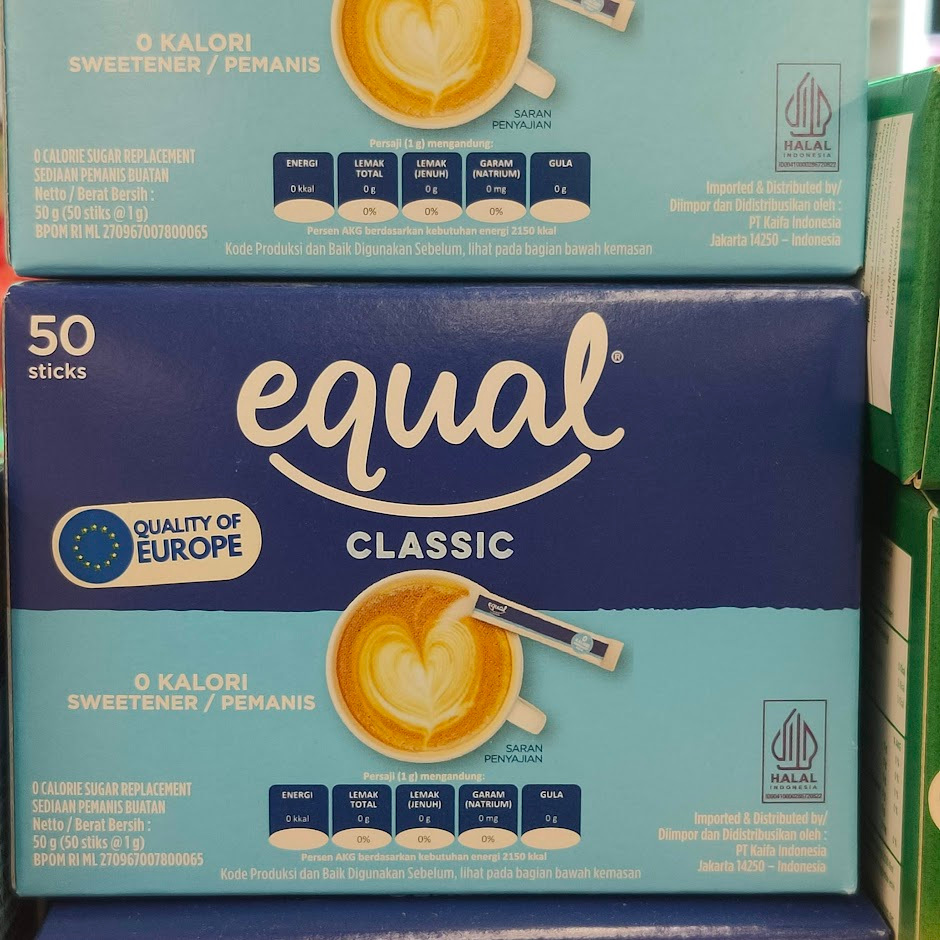 0 KALORI
SWEETENER / PEMANIS
SARAN
PENYAJIAN
0 CALORIE SUGAR REPLACEMENT
SEDIAAN PEMANIS BUATAN
Netto / Berat Bersih :
50 g (50 stiks @ 1 g)
BPOM RI ML 270967007800065
Persaji (1 g) mengandung:
ENERGI
0 kkal
LEMAK
TOTAL
0 g
0%
LEMAK
(JENUH)
0 g
0%
GARAM
(NATRIUM)
0 mg
0%
GULA
0 g
Persen AKG berdasarkan kebutuhan energi 2150 kkal
Kode Produksi dan Baik Digunakan Sebelum, lihat pada bagian bawah kemasan
HALAL
INDONESIA
Imported & Distributed by/
Diimpor dan Didistribusikan oleh :
PT Kaifa Indonesia
Jakarta 14250 – Indonesia
50
sticks
equal®
CLASSIC
QUALITY OF
EUROPE
equal
0 KALORI
SWEETENER / PEMANIS
SARAN
PENYAJIAN
0 CALORIE SUGAR REPLACEMENT
SEDIAAN PEMANIS BUATAN
Netto / Berat Bersih :
50 g (50 stiks @ 1 g)
BPOM RI ML 270967007800065
Persaji (1 g) mengandung:
ENERGI
0 kkal
LEMAK
TOTAL
0 g
0%
LEMAK
(JENUH)
0 g
0%
GARAM
(NATRIUM)
0 mg
0%
GULA
0 g
Persen AKG berdasarkan kebutuhan energi 2150 kkal
Kode Produksi dan Baik Digunakan Sebelum, lihat pada bagian bawah kemasan
HALAL
INDONESIA
Imported & Distributed by/
Diimpor dan Didistribusikan oleh :
PT Kaifa Indonesia
Jakarta 14250 – Indonesia